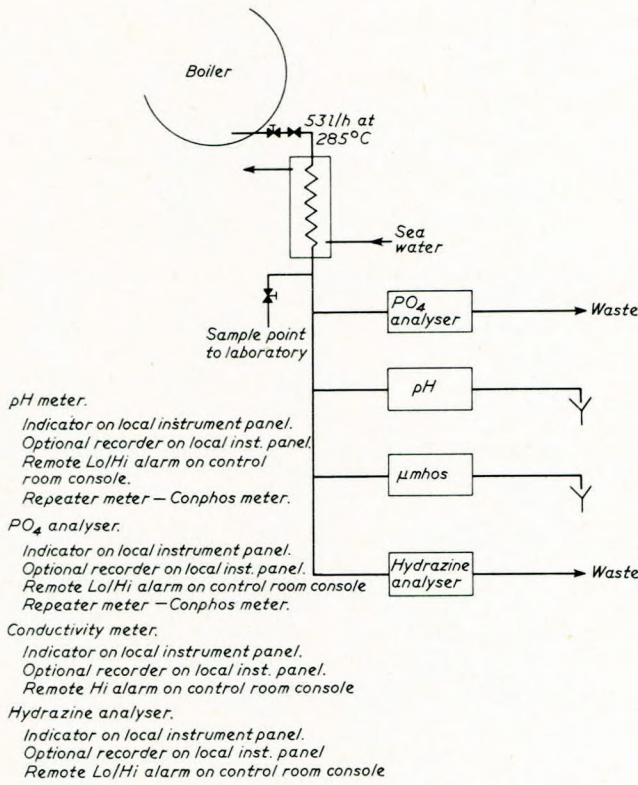 Boiler
53l/h at
285°C
Sea
water
Sample point
to laboratory
PO₄
analyser
Waste
pH
µmhos
Hydrazine
analyser
Waste
pH meter.
Indicator on local instrument panel.
Optional recorder on local inst. panel.
Remote Lo/Hi alarm on control
room console.
Repeater meter — Conphos meter.
PO₄ analyser.
Indicator on local instrument panel.
Optional recorder on local inst. panel.
Remote Lo/Hi alarm on control room console
Repeater meter — Conphos meter.
Conductivity meter.
Indicator on local instrument panel.
Optional recorder on local inst. panel.
Remote Hi alarm on control room console
Hydrazine analyser.
Indicator on local instrument panel.
Optional recorder on local inst. panel
Remote Lo/Hi alarm on control room console